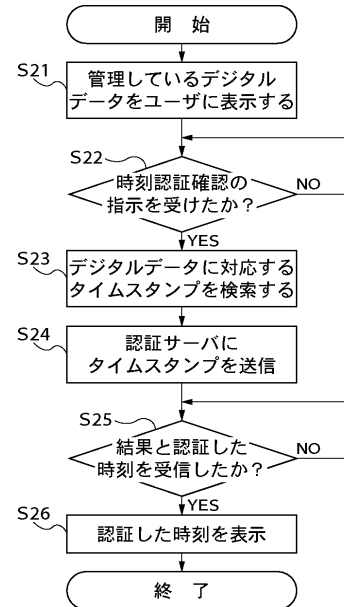 開 始
S21
管理しているデジタル
データをユーザに表示する
S22
時刻認証確認の
指示を受けたか？
NO
YES
S23
デジタルデータに対応する
タイムスタンプを検索する
S24
認証サーバに
タイムスタンプを送信
S25
結果と認証した
時刻を受信したか？
NO
YES
S26
認証した時刻を表示
終 了